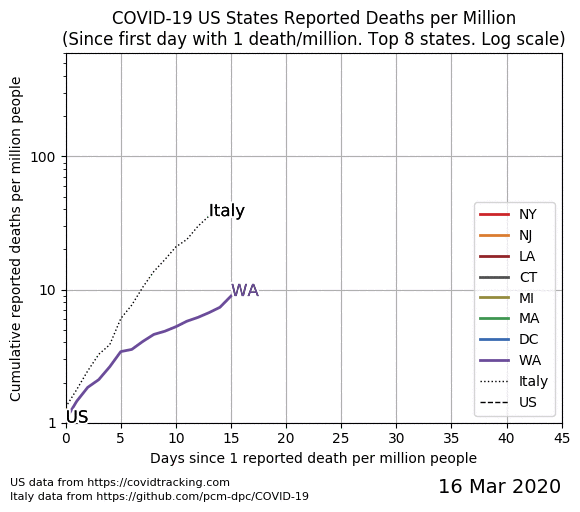 COVID-19 US States Reported Deaths per Million
(Since first day with 1 death/million. Top 8 states. Log scale)
Cumulative reported deaths per million people
100
10
1
Italy
WA
US
NY
NJ
LA
CT
MI
MA
DC
WA
Italy
US
0 5 10 15 20 25 30 35 40 45
Days since 1 reported death per million people
US data from https://covidtracking.com
Italy data from https://github.com/pcm-dpc/COVID-19
16 Mar 2020